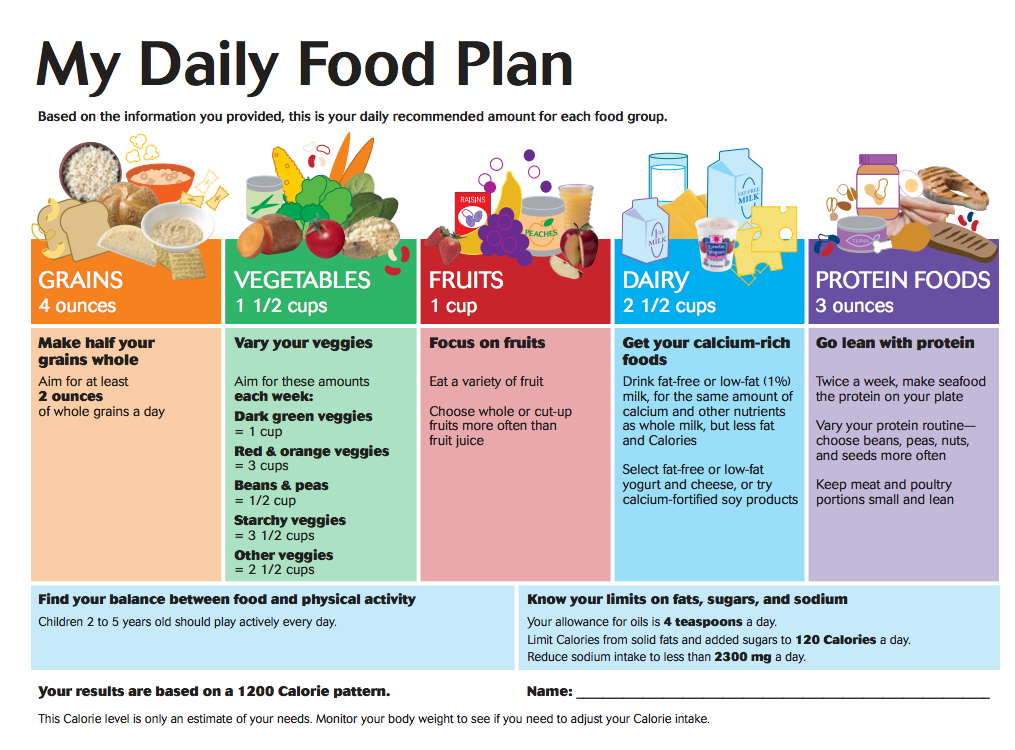 My Daily Food Plan
Based on the information you provided, this is your daily recommended amount for each food group.
RAISINS
PEACHES
1%
MILK
FAT-FREE
MILK
TUNA
GRAINS
4 ounces
VEGETABLES
1 1/2 cups
FRUITS
1 cup
DAIRY
2 1/2 cups
PROTEIN FOODS
3 ounces
Make half your
grains whole
Aim for at least
2 ounces
of whole grains a day
Vary your veggies
Aim for these amounts
each week:
Dark green veggies
= 1 cup
Red & orange veggies
= 3 cups
Beans & peas
= 1/2 cup
Starchy veggies
= 3 1/2 cups
Other veggies
= 2 1/2 cups
Focus on fruits
Eat a variety of fruit
Choose whole or cut-up
fruits more often than
fruit juice
Get your calcium-rich
foods
Drink fat-free or low-fat (1%)
milk, for the same amount of
calcium and other nutrients
as whole milk, but less fat
and Calories
Select fat-free or low-fat
yogurt and cheese, or try
calcium-fortified soy products
Go lean with protein
Twice a week, make seafood
the protein on your plate
Vary your protein routine—
choose beans, peas, nuts,
and seeds more often
Keep meat and poultry
portions small and lean
Find your balance between food and physical activity
Children 2 to 5 years old should play actively every day.
Know your limits on fats, sugars, and sodium
Your allowance for oils is 4 teaspoons a day.
Limit Calories from solid fats and added sugars to 120 Calories a day.
Reduce sodium intake to less than 2300 mg a day.
Your results are based on a 1200 Calorie pattern.
Name:
This Calorie level is only an estimate of your needs. Monitor your body weight to see if you need to adjust your Calorie intake.